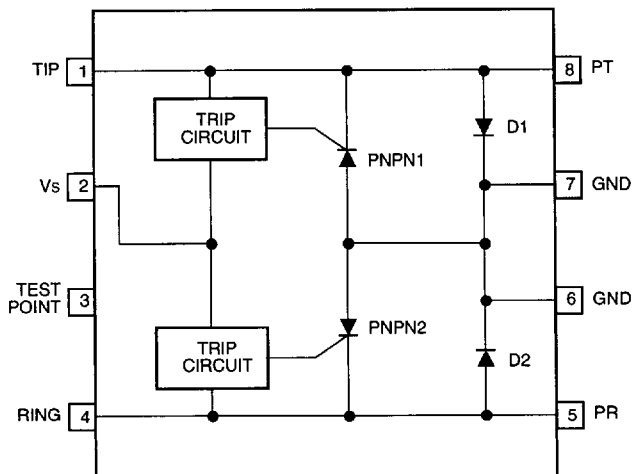 TIP 1
8 PT
TRIP
CIRCUIT
D1
PNPN1
Vs 2
7 GND
TEST
POINT
3
6 GND
PNPN2
TRIP
CIRCUIT
D2
RING 4
5 PR